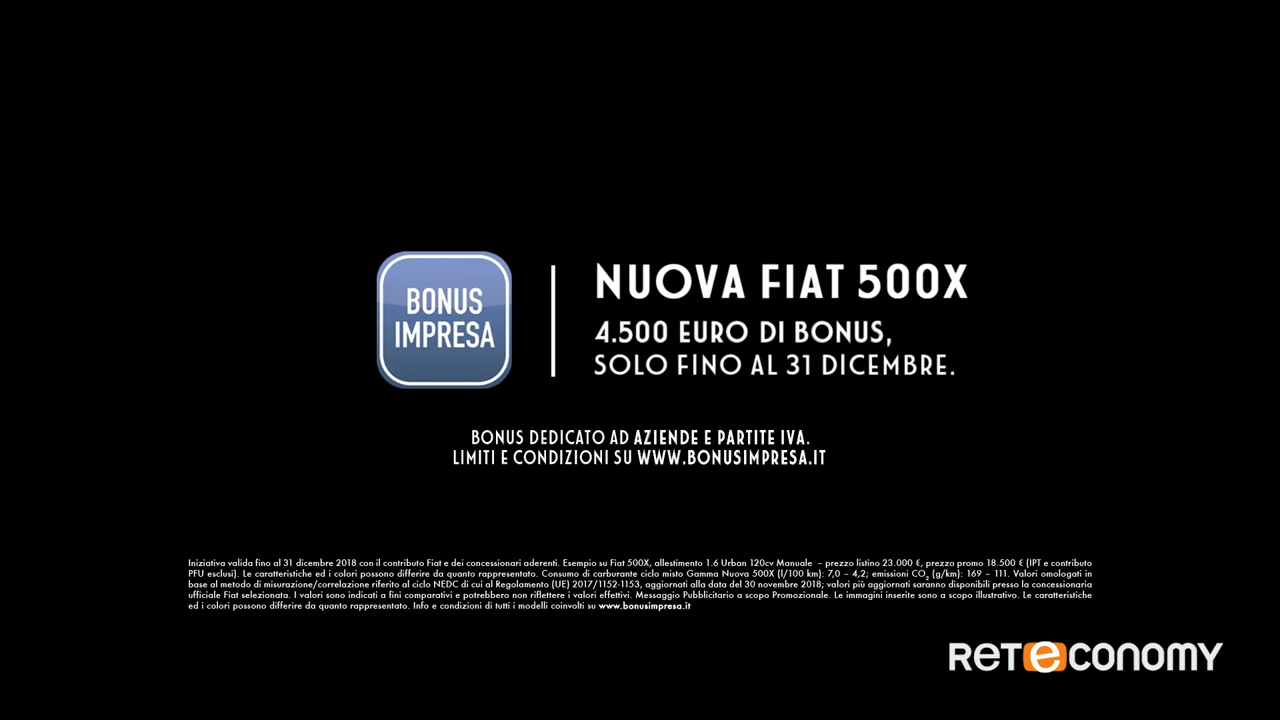 BONUS
IMPRESA
NUOVA FIAT 500X
4.500 EURO DI BONUS,
SOLO FINO AL 31 DICEMBRE.
BONUS DEDICATO AD AZIENDE E PARTITE IVA.
LIMITI E CONDIZIONI SU WWW.BONUSIMPRESA.IT
Iniziativa valida fino al 31 dicembre 2018 con il contributo Fiat e dei concessionari aderenti. Esempio su Fiat 500X, allestimento 1.6 Urban 120cv Manuale – prezzo listino 23.000 €, prezzo promo 18.500 € (IPT e contributo
PFU esclusi). Le caratteristiche ed i colori possono differire da quanto rappresentato. Consumo di carburante ciclo misto Gamma Nuova 500X (l/100 km): 7,0 – 4,2; emissioni CO₂ (g/km): 169 – 111. Valori omologati in
base al metodo di misurazione/correlazione riferito al ciclo NEDC di cui al Regolamento (UE) 2017/1152-1153, aggiornati alla data del 30 novembre 2018; valori più aggiornati saranno disponibili presso la concessionaria
ufficiale Fiat selezionata. I valori sono indicati a fini comparativi e potrebbero non riflettere i valori effettivi. Messaggio Pubblicitario a scopo Promozionale. Le immagini inserite sono a scopo illustrativo. Le caratteristiche
ed i colori possono differire da quanto rappresentato. Info e condizioni di tutti i modelli coinvolti su www.bonusimpresa.it
RETECONOMY